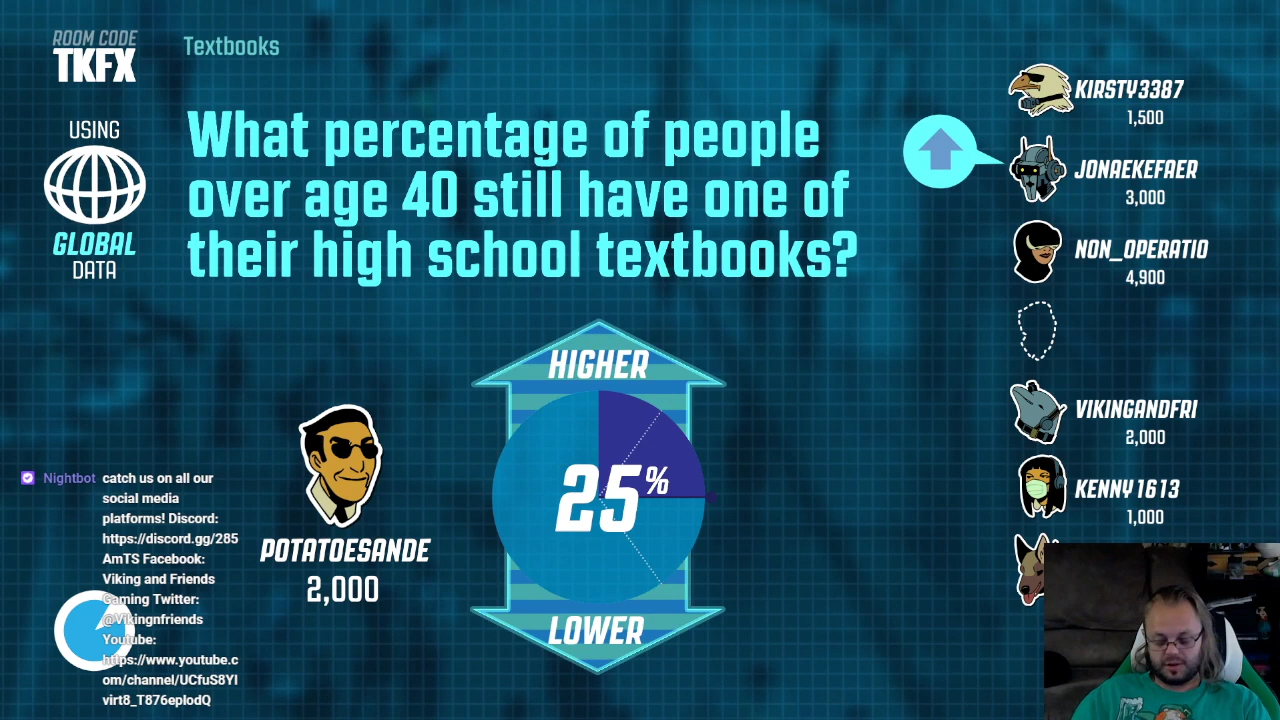 ROOM CODE
TKFX
Textbooks
USING
GLOBAL
DATA
What percentage of people
over age 40 still have one of
their high school textbooks?
KIRSTY3387
1,500
JONAEKEFAER
3,000
NON_OPERATIO
4,900
VIKINGANDFRI
2,000
KENNY1613
1,000
HIGHER
25%
LOWER
POTATOESANDE
2,000
Nightbot catch us on all our
social media
platforms! Discord:
https://discord.gg/285
AmTS Facebook:
Viking and Friends
Gaming Twitter:
@Vikingnfriends
Youtube:
https://www.youtube.c
om/channel/UCfuS8YI
virt8_T876eplodQ